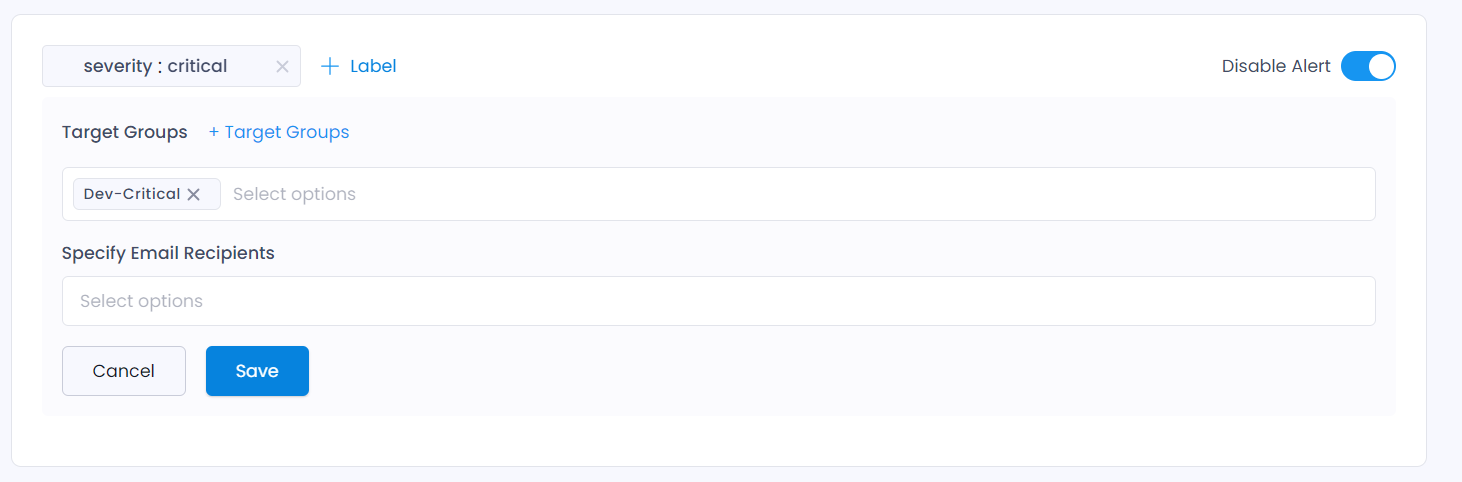 severity : critical
+ Label
Disable Alert
Target Groups + Target Groups
Dev-Critical Select options
Specify Email Recipients
Select options
Cancel Save